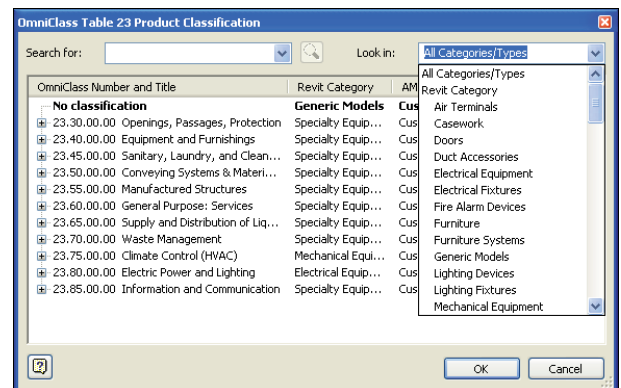 OmniClass Table 23 Product Classification
Search for: Look in: All Categories/Types
OmniClass Number and Title Revit Category AM
No classification Generic Models Cus
23.30.00.00 Openings, Passages, Protection Specialty Equip... Cus
23.40.00.00 Equipment and Furnishings Specialty Equip... Cus
23.45.00.00 Sanitary, Laundry, and Clean... Specialty Equip... Cus
23.50.00.00 Conveying Systems & Materi... Specialty Equip... Cus
23.55.00.00 Manufactured Structures Specialty Equip... Cus
23.60.00.00 General Purpose: Services Specialty Equip... Cus
23.65.00.00 Supply and Distribution of Liq... Specialty Equip... Cus
23.70.00.00 Waste Management Specialty Equip... Cus
23.75.00.00 Climate Control (HVAC) Mechanical Equi... Cus
23.80.00.00 Electric Power and Lighting Electrical Equip... Cus
23.85.00.00 Information and Communication Specialty Equip... Cus
All Categories/Types
Revit Category
Air Terminals
Casework
Doors
Duct Accessories
Electrical Equipment
Electrical Fixtures
Fire Alarm Devices
Furniture
Furniture Systems
Generic Models
Lighting Devices
Lighting Fixtures
Mechanical Equipment
OK Cancel